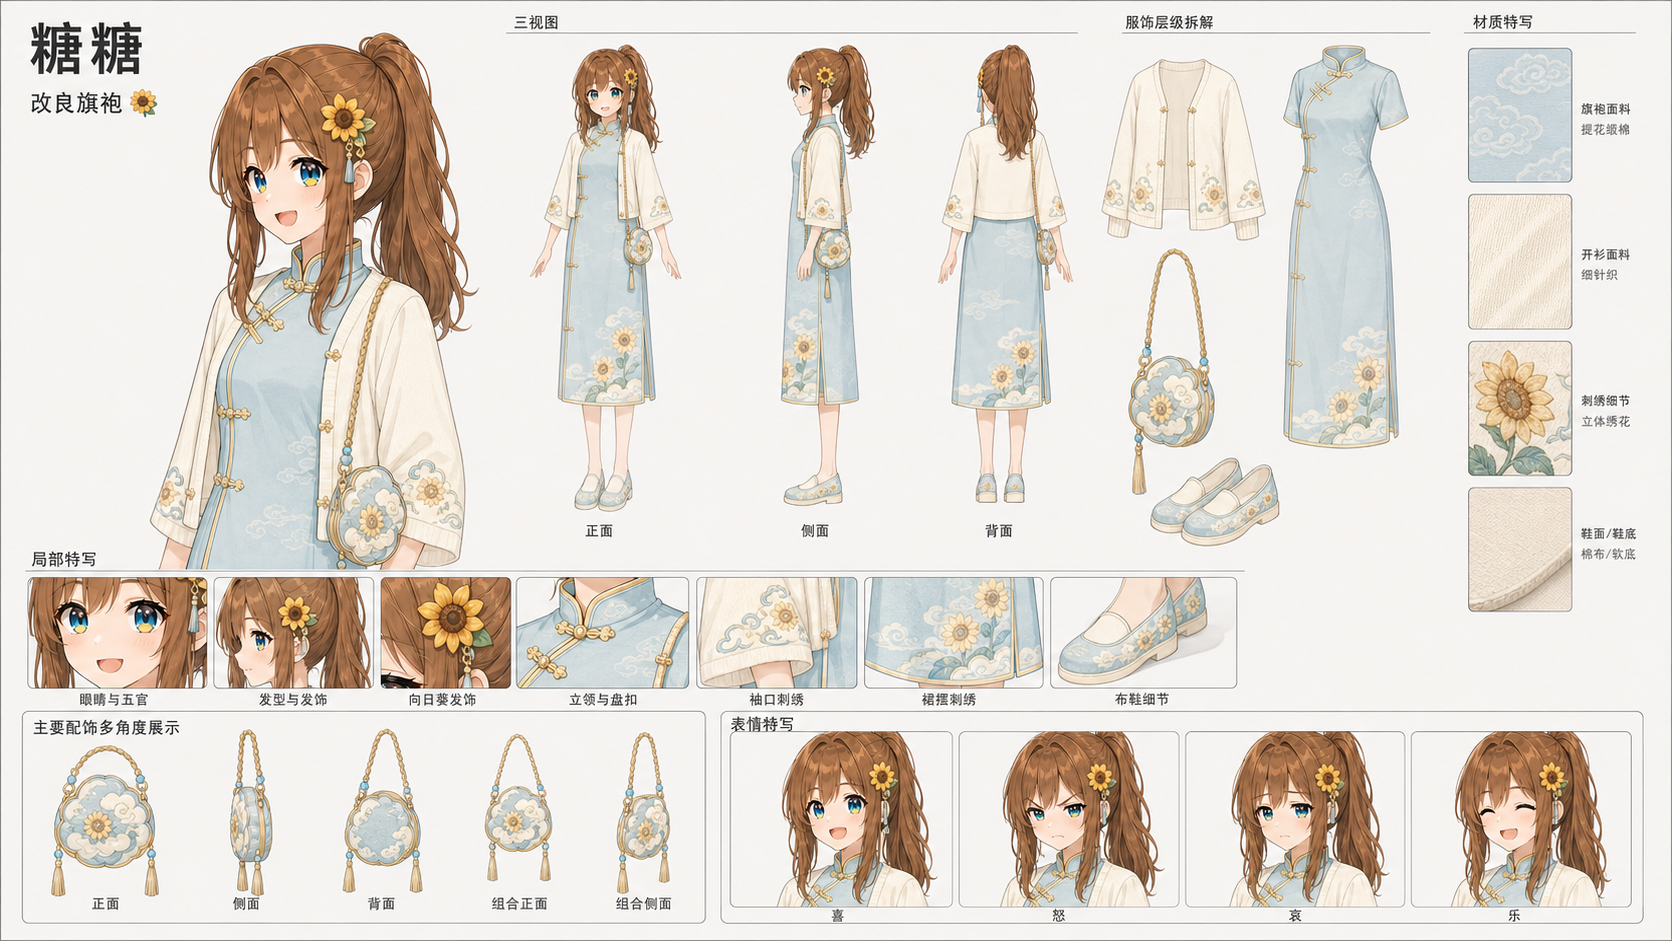 糖糖
改良旗袍
三视图
正面
侧面
背面
服饰层级拆解
材质特写
旗袍面料
提花缎棉
开衫面料
细针织
刺绣细节
立体绣花
鞋面/鞋底
棉布/软底
局部特写
眼睛与五官
发型与发饰
向日葵发饰
立领与盘扣
袖口刺绣
裙摆刺绣
布鞋细节
主要配饰多角度展示
正面
侧面
背面
组合正面
组合侧面
表情特写
喜
怒
哀
乐